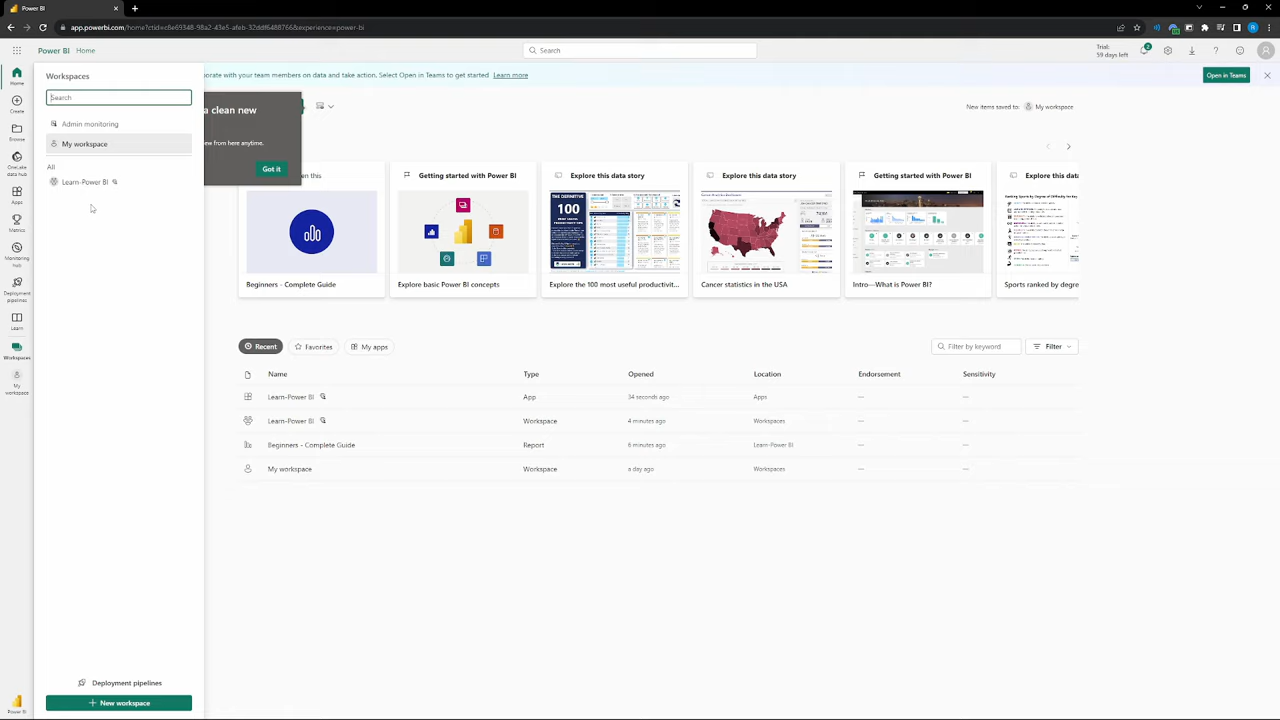 Power BI
app.powerbi.com/home?ctid=c8e69348-98a2-43e5-afeb-32ddf6488766&experience=power-bi
Power BI Home
Search
Trial:
59 days left
2
orate with your team members on data and take action. Select Open in Teams to get started Learn more
Open in Teams
Home
Create
Browse
OneLake
data hub
Metrics
Monitoring
hub
Deployment
pipelines
Learn
Workspaces
My
workspace
Power BI
Workspaces
Search
Admin monitoring
My workspace
All
Learn-Power BI
Deployment pipelines
New workspace
a clean new
ew from here anytime.
Got it
New items saved to: My workspace
en this
Beginners - Complete Guide
Getting started with Power BI
Explore basic Power BI concepts
Explore this data story
THE DEFINITIVE
100
Explore the 100 most useful productivit...
Explore this data story
Cancer statistics in the USA
Getting started with Power BI
Intro—What is Power BI?
Explore this data
Sports ranked by degree
Recent
Favorites
My apps
Filter by keyword
Filter
Name Type Opened Location Endorsement Sensitivity
Learn-Power BI App 34 seconds ago Apps — —
Learn-Power BI Workspace 4 minutes ago Workspaces — —
Beginners - Complete Guide Report 6 minutes ago Learn-Power BI — —
My workspace Workspace a day ago Workspaces — —